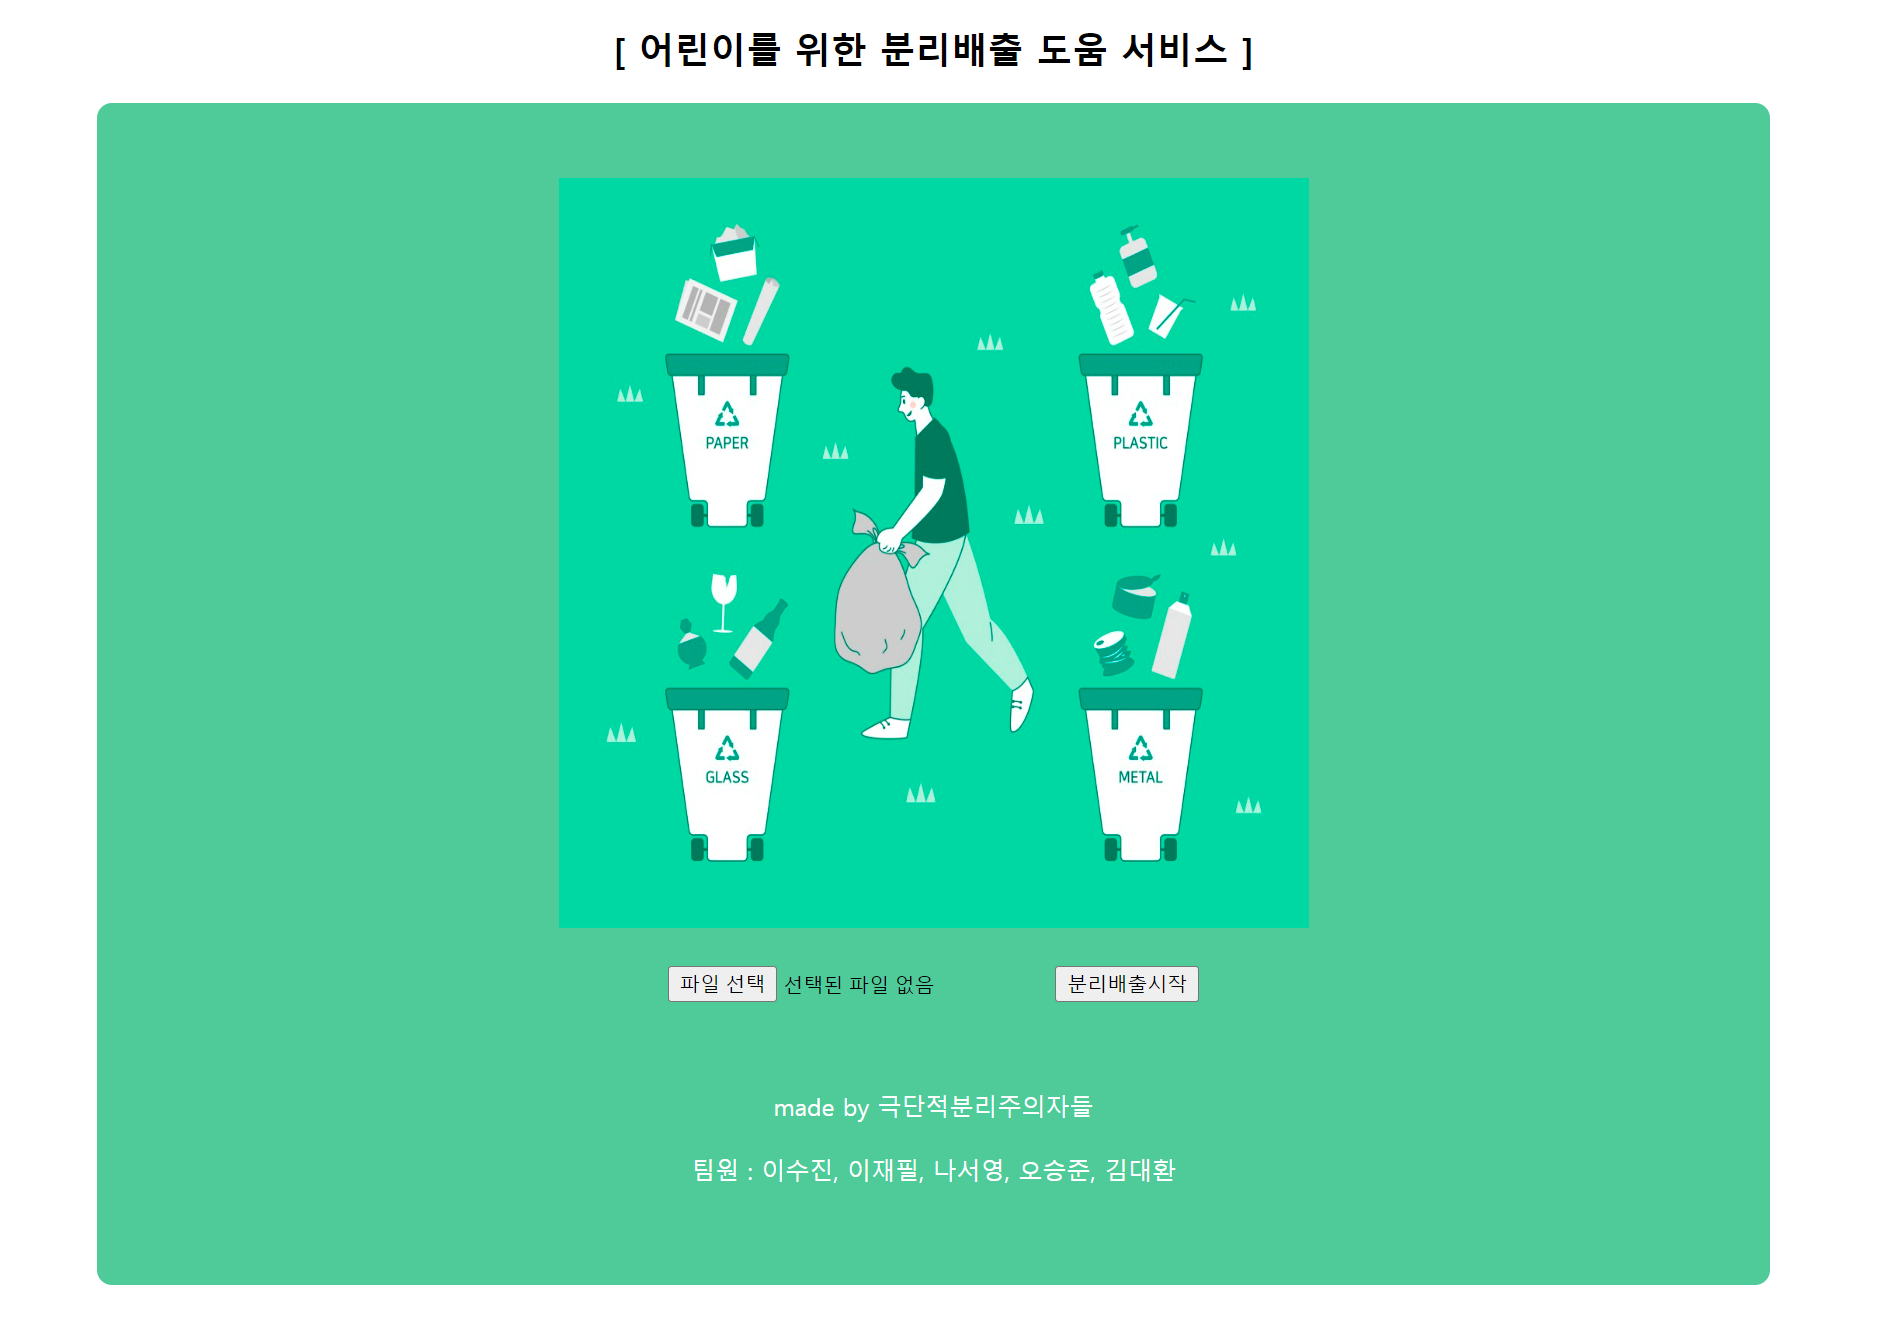 [ 어린이를 위한 분리배출 도움 서비스 ]
PAPER
PLASTIC
GLASS
METAL
파일 선택 선택된 파일 없음
분리배출시작
made by 극단적분리주의자들
팀원 : 이수진, 이재필, 나서영, 오승준, 김대환